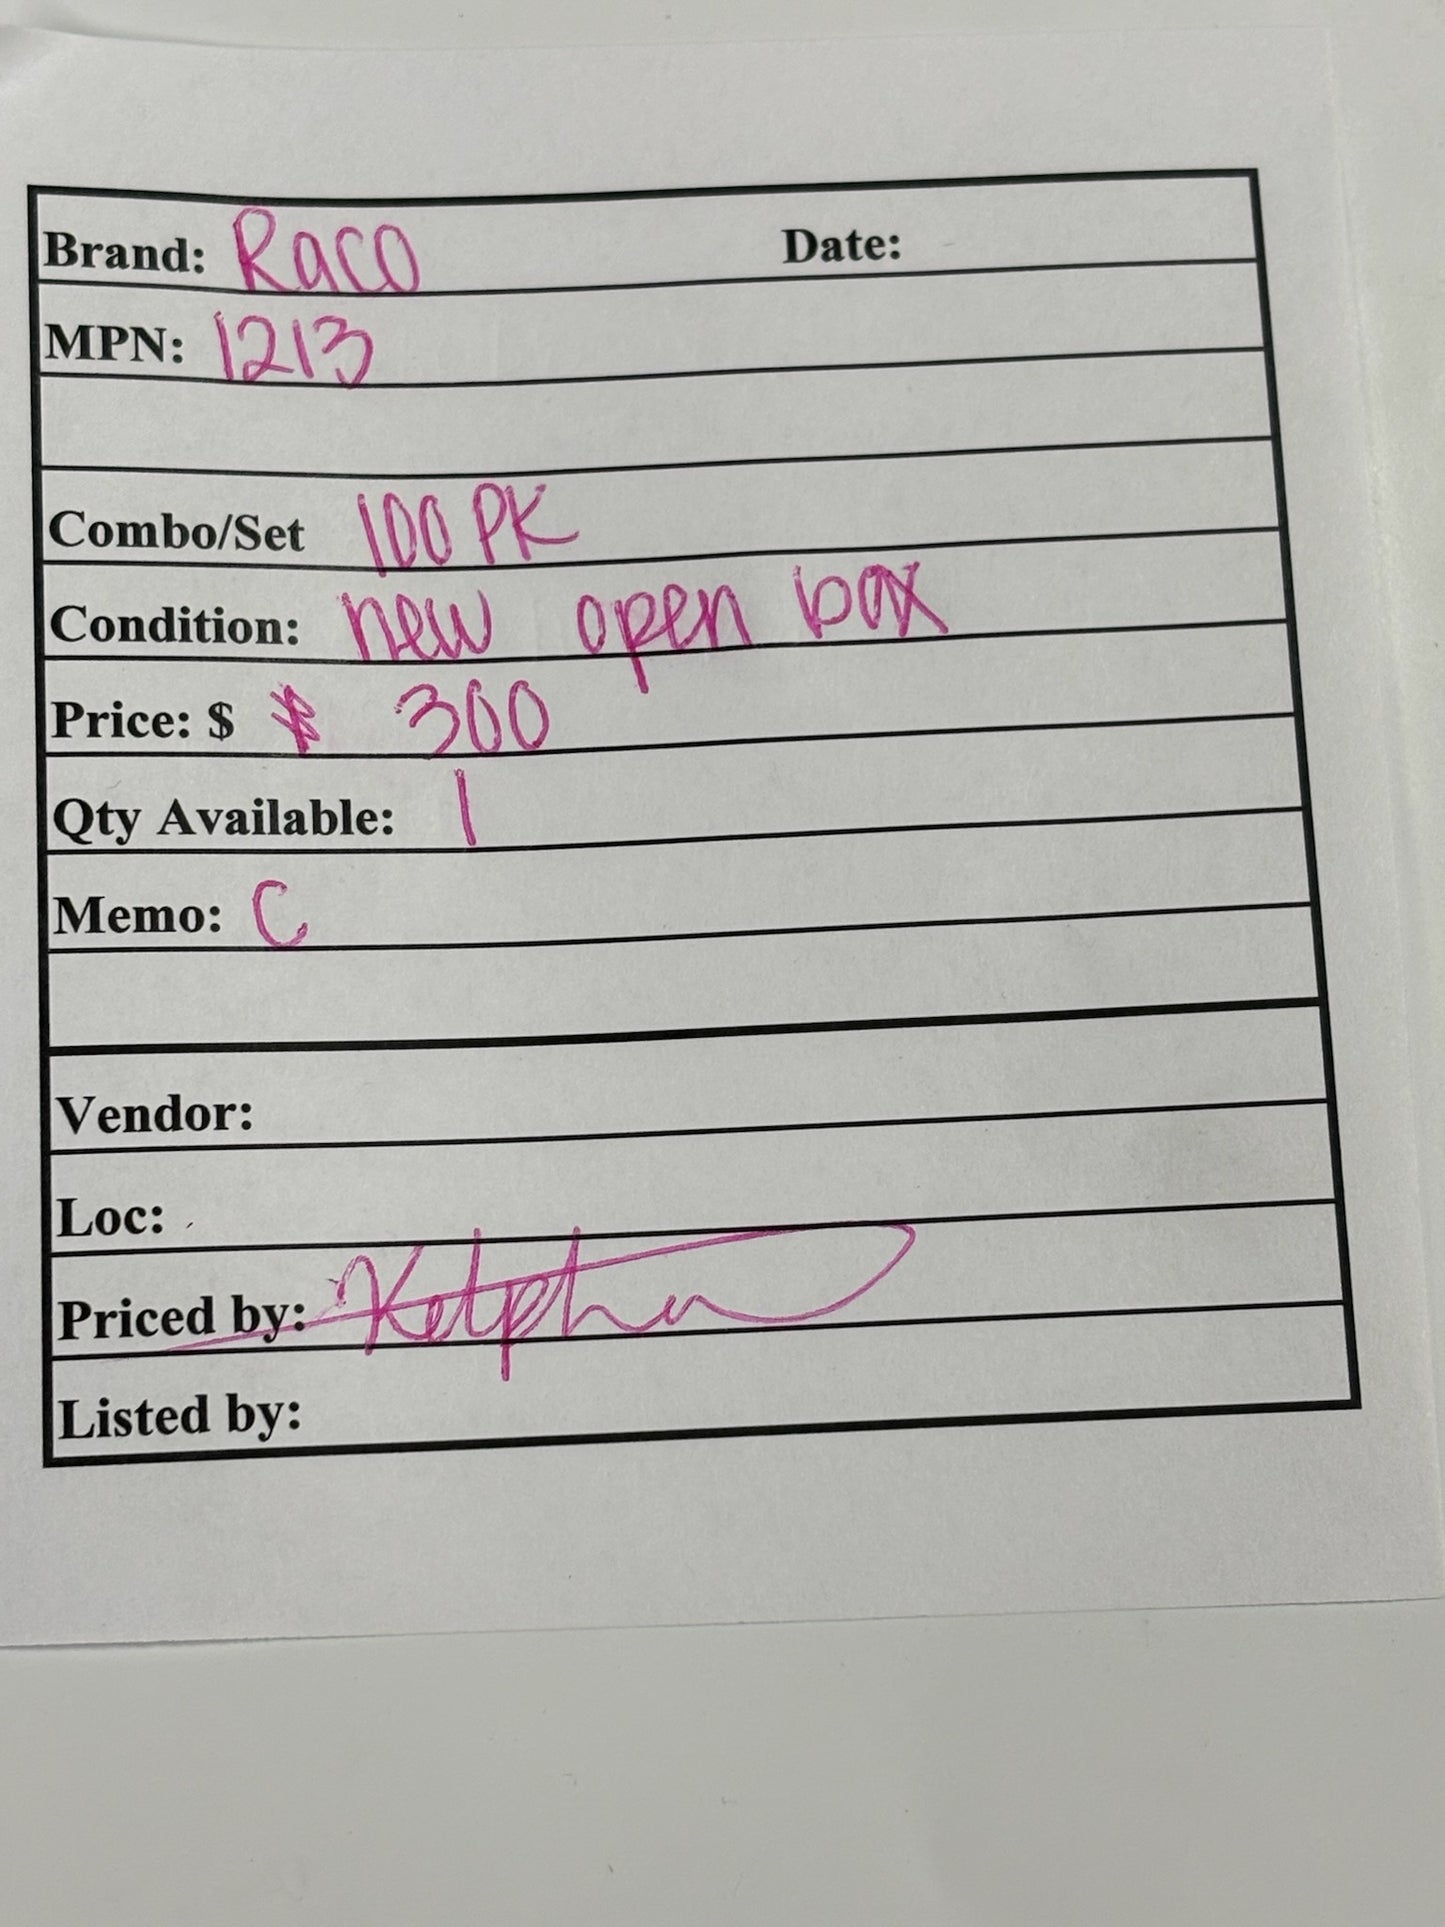 Brand: Raco Date:
MPN: 1213
Combo/Set 100 PK
Condition: new open box
Price: $ 300
Qty Available: 1
Memo: C
Vendor:
Loc:
Priced by:
Listed by: